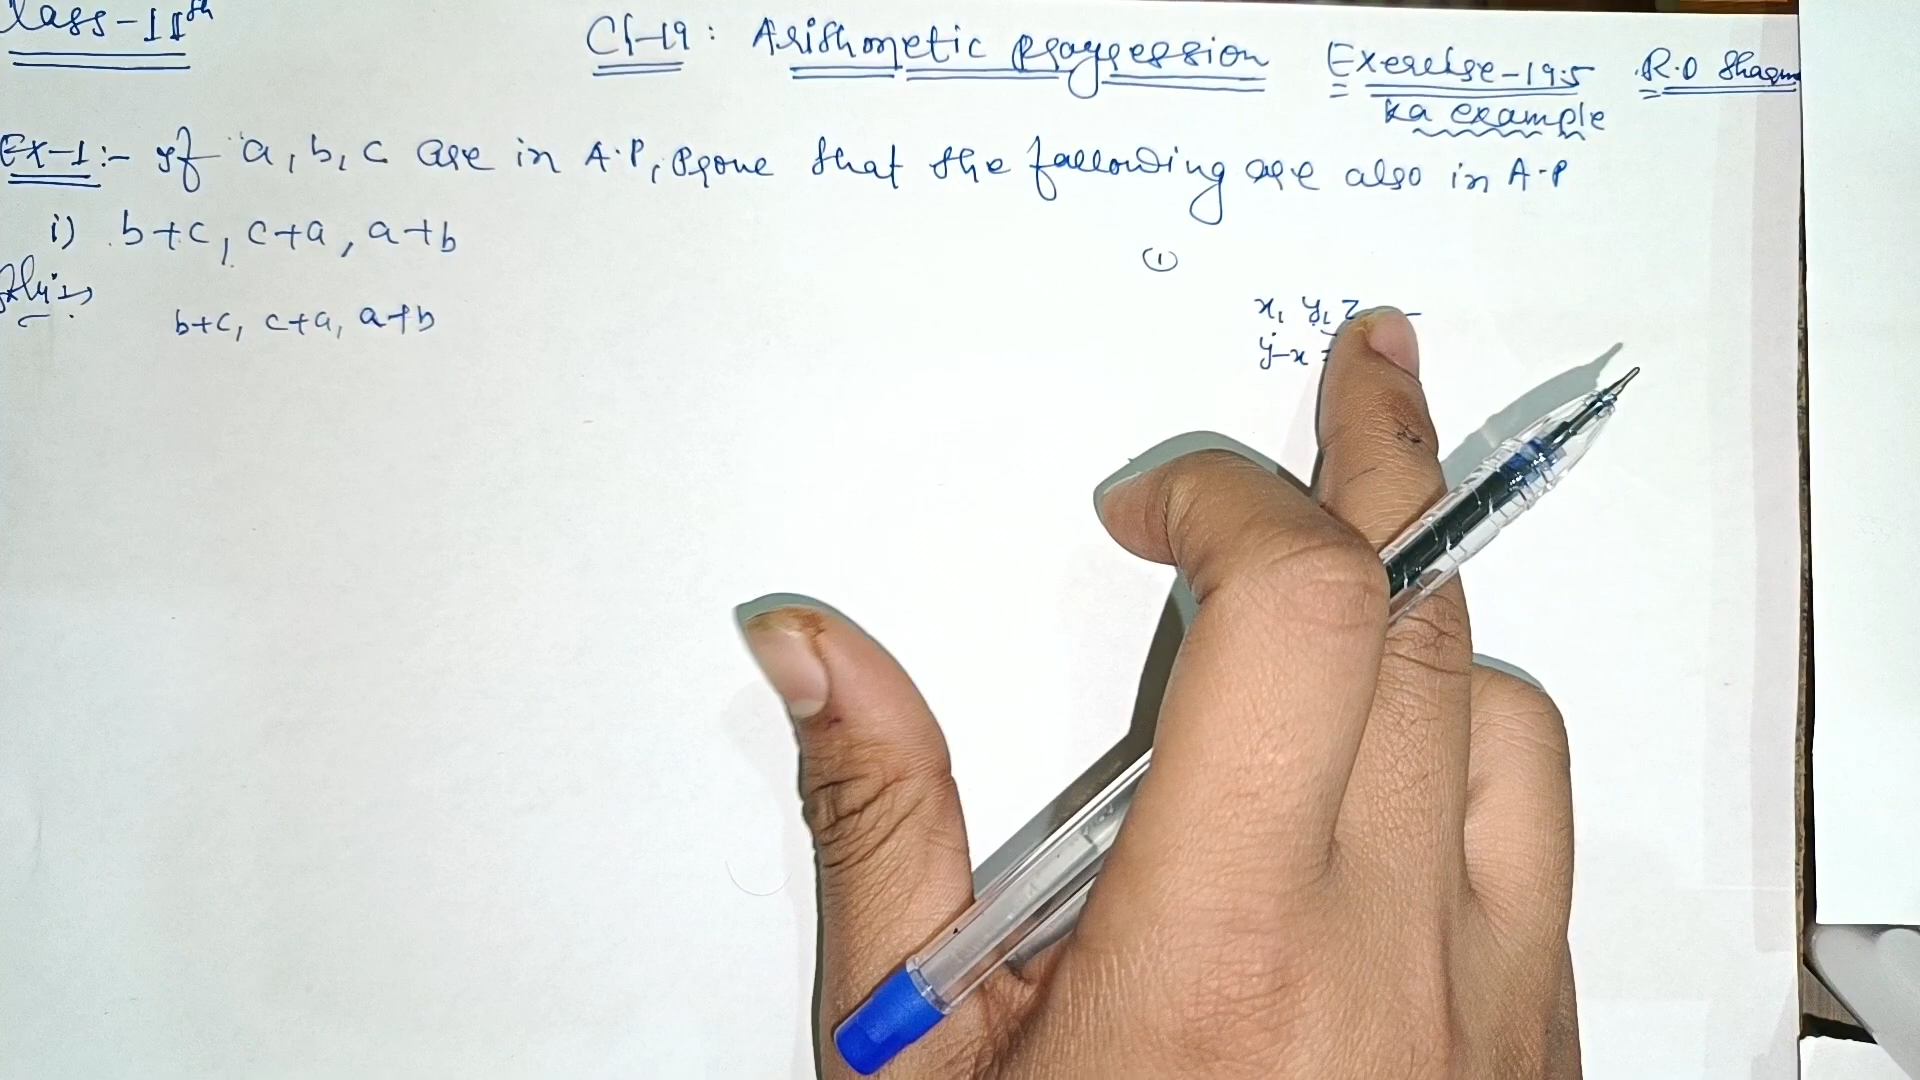 Class-11th
Ch-19: Arithmetic progression Exercise-19.5 R.D Sharma
ka example
Ex-1:- If a, b, c are in A.P, Prove that the following are also in A.P
i) b+c, c+a, a+b
①
b+c, c+a, a+b
x, y, z
y-x =